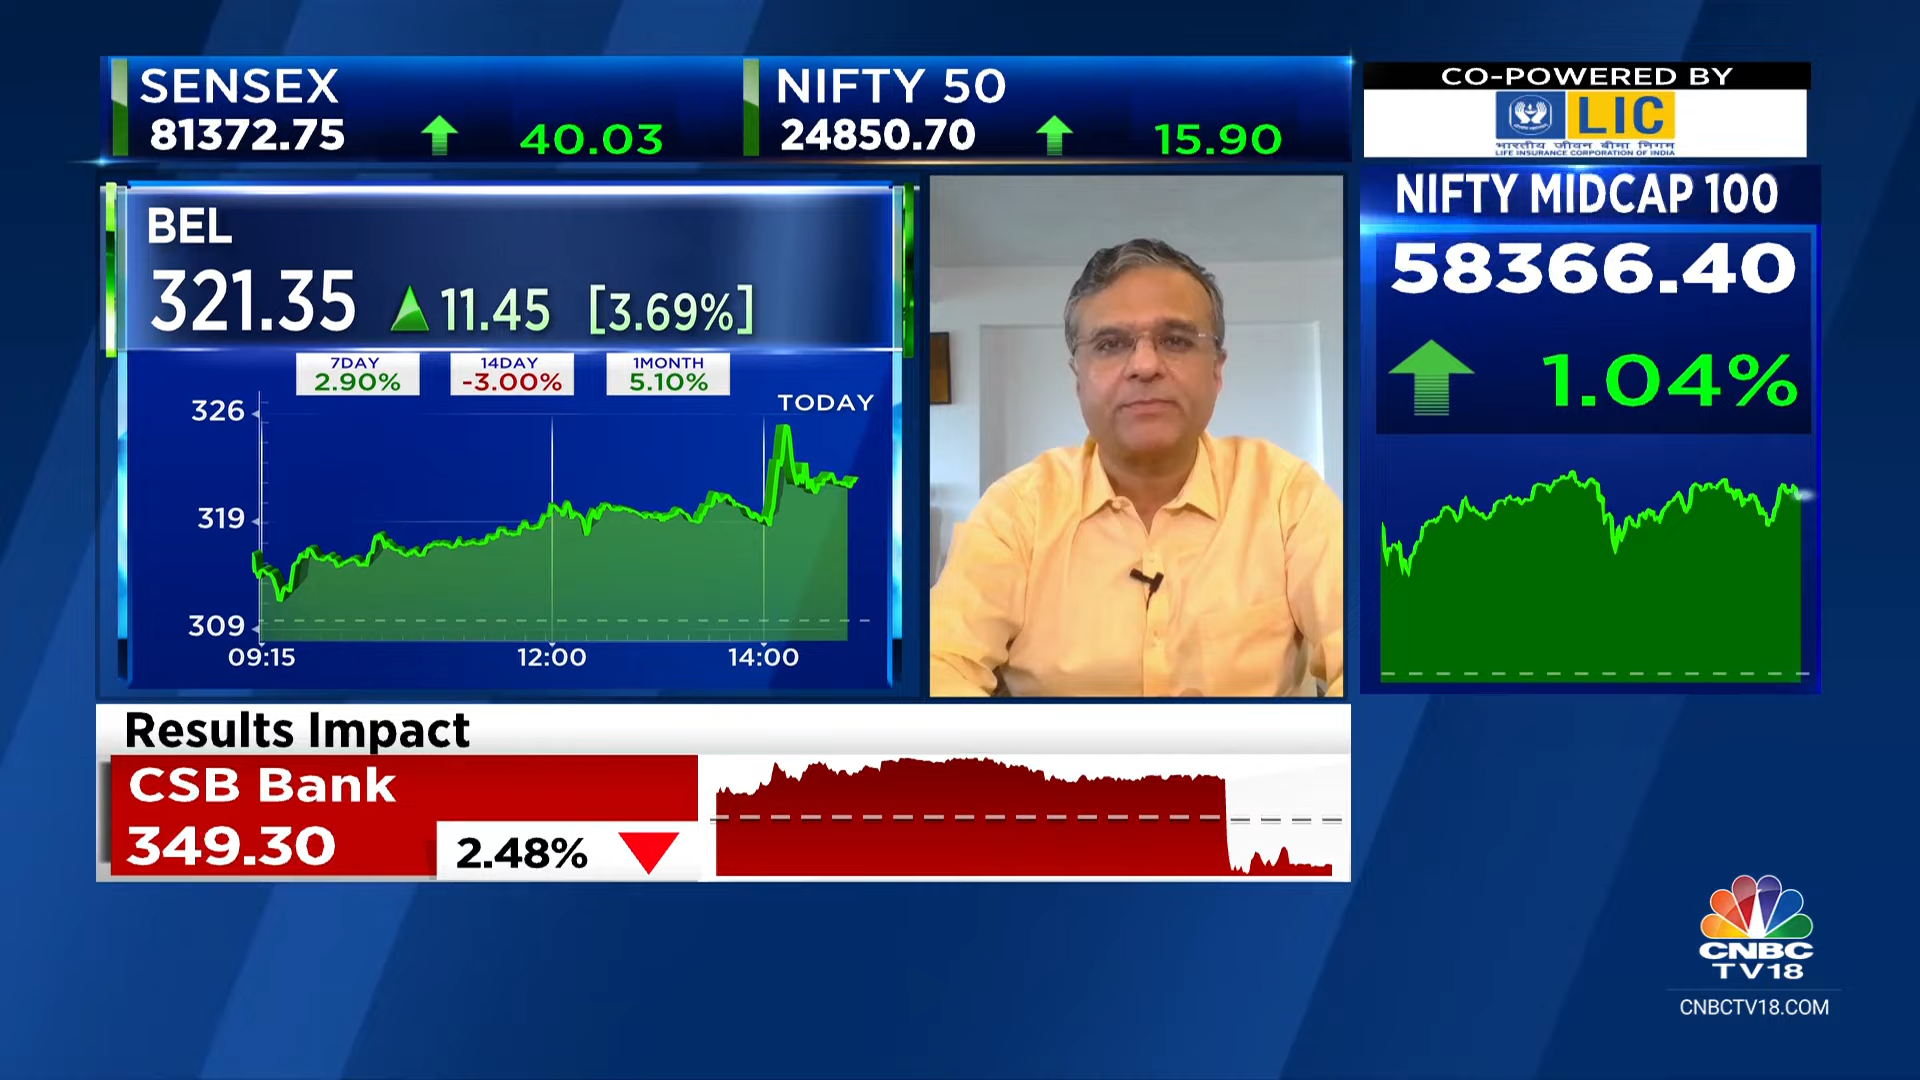 SENSEX
81372.75 40.03
NIFTY 50
24850.70 15.90
CO-POWERED BY
LIC
भारतीय जीवन बीमा निगम
LIFE INSURANCE CORPORATION OF INDIA
BEL
321.35 11.45 [3.69%]
7DAY
2.90%
14DAY
-3.00%
1MONTH
5.10%
TODAY
326
319
309
09:15 12:00 14:00
NIFTY MIDCAP 100
58366.40
1.04%
Results Impact
CSB Bank
349.30 2.48%
CNBC
TV18
CNBCTV18.COM